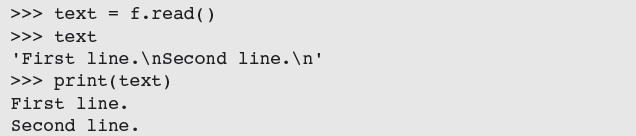 >>> text = f.read()
>>> text
'First line.\nSecond line.\n'
>>> print(text)
First line.
Second line.